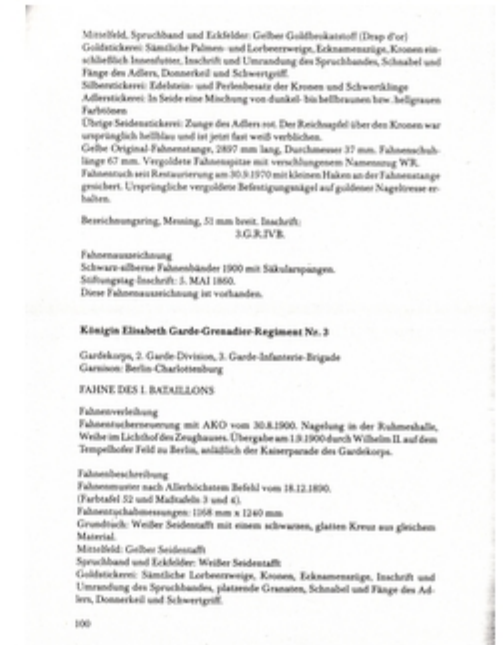 Mittelfeld, Spruchband und Eckfelder: Gelber Goldbrokatstoff (Drap d'or)
Goldstickerei: Sämtliche Palmen- und Lorbeerzweige, Ecknamenszüge, Kronen ein-
schließlich Innenfutter, Inschrift und Umrandung des Spruchbandes, Schnabel und
Fänge des Adlers, Donnerkeil und Schwertgriff.
Silberstickerei: Edelstein- und Perlenbesatz der Kronen und Schwertklinge
Adlerstickerei: In Seide eine Mischung von dunkel- bis hellbraunen bzw. hellgrauen
Farbtönen
Übrige Seidenstickerei: Zunge des Adlers rot. Der Reichsapfel über den Kronen war
ursprünglich hellblau und ist jetzt fast weiß verblichen.
Gelbe Original-Fahnenstange, 2897 mm lang, Durchmesser 37 mm. Fahnenschuh-
länge 67 mm. Vergoldete Fahnenspitze mit verschlungenem Namenszug WR.
Fahnentuch seit Restaurierung am 30.9.1970 mit kleinen Haken an der Fahnenstange
gesichert. Ursprüngliche vergoldete Befestigungsnägel auf goldener Nageltresse er-
halten.
Bezeichnungsring, Messing, 51 mm breit. Inschrift:
3.G.R.IVB.
Fahnenauszeichnung
Schwarz-silberne Fahnenbänder 1900 mit Säkularspangen.
Stiftungstag-Inschrift: 5. MAI 1860.
Diese Fahnenauszeichnung ist vorhanden.
Königin Elisabeth Garde-Grenadier-Regiment Nr. 3
Gardekorps, 2. Garde-Division, 3. Garde-Infanterie-Brigade
Garnison: Berlin-Charlottenburg
FAHNE DES I. BATAILLONS
Fahnenverleihung
Fahnentucherneuerung mit AKO vom 30.8.1900. Nagelung in der Ruhmeshalle,
Weihe im Lichthof des Zeughauses. Übergabe am 1.9.1900 durch Wilhelm II. auf dem
Tempelhofer Feld zu Berlin, anläßlich der Kaiserparade des Gardekorps.
Fahnenbeschreibung
Fahnenmuster nach Allerhöchstem Befehl vom 18.12.1890.
(Farbtafel 52 und Maßtafeln 3 und 4).
Fahnentuchabmessungen: 1168 mm x 1240 mm
Grundtuch: Weißer Seidentafft mit einem schwarzen, glatten Kreuz aus gleichem
Material.
Mittelfeld: Gelber Seidentafft
Spruchband und Eckfelder: Weißer Seidentafft
Goldstickerei: Sämtliche Lorbeerzweige, Kronen, Ecknamenszüge, Inschrift und
Umrandung des Spruchbandes, platzende Granaten, Schnabel und Fänge des Ad-
lers, Donnerkeil und Schwertgriff.
100